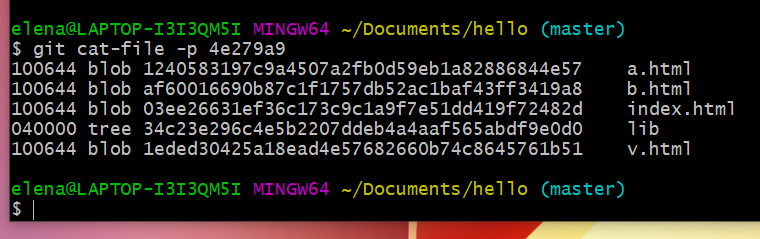 elena@LAPTOP-I3I3QM5I MINGW64 ~/Documents/hello (master)
$ git cat-file -p 4e279a9
100644 blob 1240583197c9a4507a2fb0d59eb1a82886844e57    a.html
100644 blob af60016690b87c1f1757db52ac1baf43ff3419a8    b.html
100644 blob 03ee26631ef36c173c9c1a9f7e51dd419f72482d    index.html
040000 tree 34c23e296c4e5b2207ddeb4a4aaf565abdf9e0d0    lib
100644 blob 1eded30425a18ead4e57682660b74c8645761b51    v.html
elena@LAPTOP-I3I3QM5I MINGW64 ~/Documents/hello (master)
$